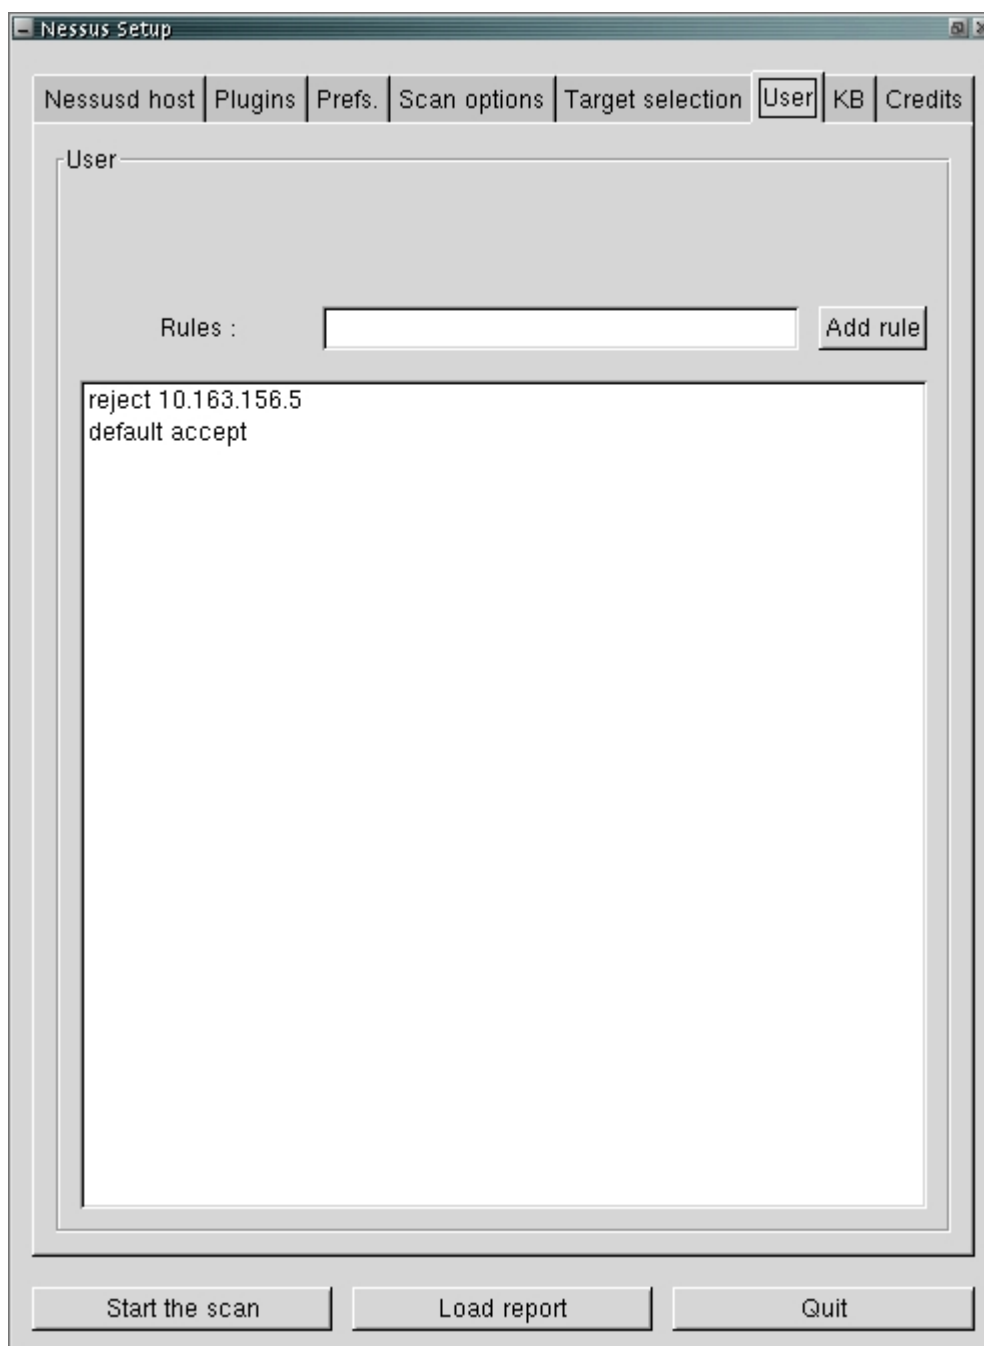 Nessus Setup
Nessusd host Plugins Prefs. Scan options Target selection User KB Credits
User
Rules : Add rule
reject 10.163.156.5
default accept
Start the scan Load report Quit